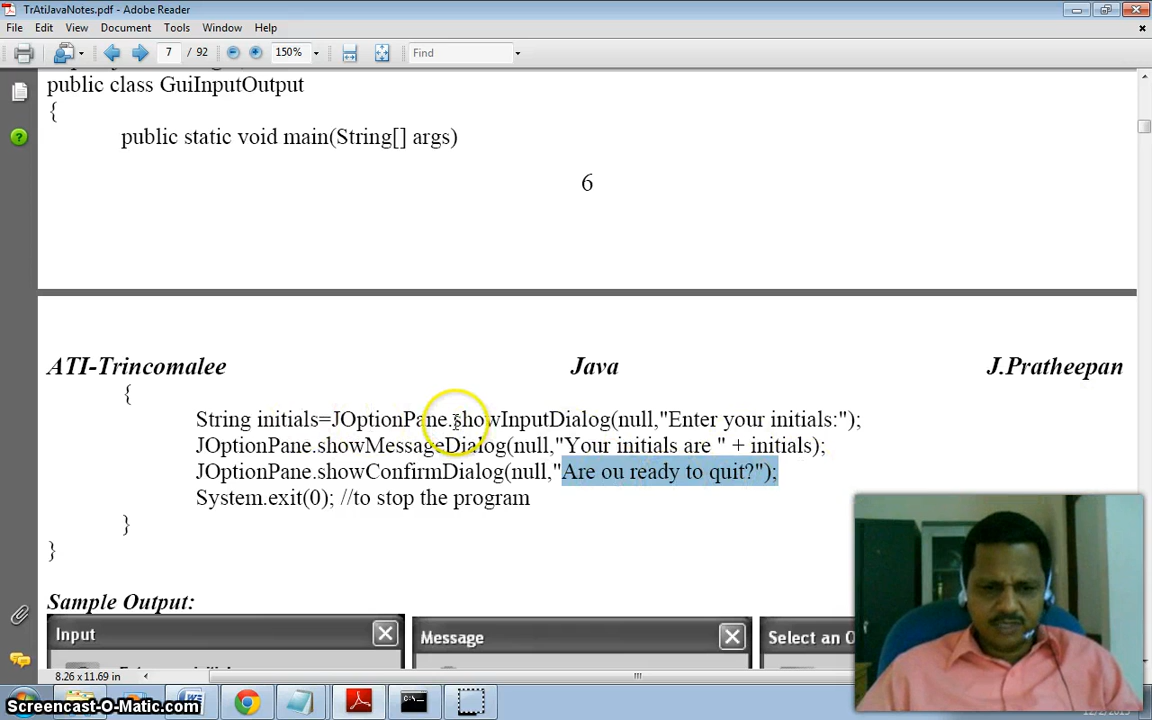 TrAtiJavaNotes.pdf - Adobe Reader
File Edit View Document Tools Window Help
7 / 92 150% Find
public class GuiInputOutput
{
public static void main(String[] args)
6
ATI-Trincomalee Java J.Pratheepan
{
String initials=JOptionPane.showInputDialog(null,"Enter your initials:");
JOptionPane.showMessageDialog(null,"Your initials are " + initials);
JOptionPane.showConfirmDialog(null,"Are ou ready to quit?");
System.exit(0); //to stop the program
}
}
Sample Output:
Input Message Select an O
8.26 x 11.69 in
Screencast-O-Matic.com